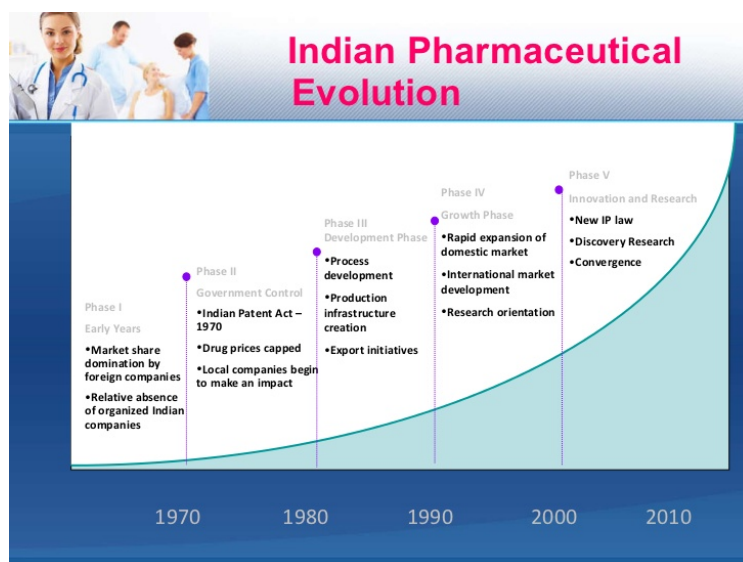 Indian Pharmaceutical
Evolution
Phase I
Early Years
•Market share
domination by
foreign companies
•Relative absence
of organized Indian
companies
Phase II
Government Control
•Indian Patent Act –
1970
•Drug prices capped
•Local companies begin
to make an impact
Phase III
Development Phase
•Process
development
•Production
infrastructure
creation
•Export initiatives
Phase IV
Growth Phase
•Rapid expansion of
domestic market
•International market
development
•Research orientation
Phase V
Innovation and Research
•New IP law
•Discovery Research
•Convergence
1970
1980
1990
2000
2010